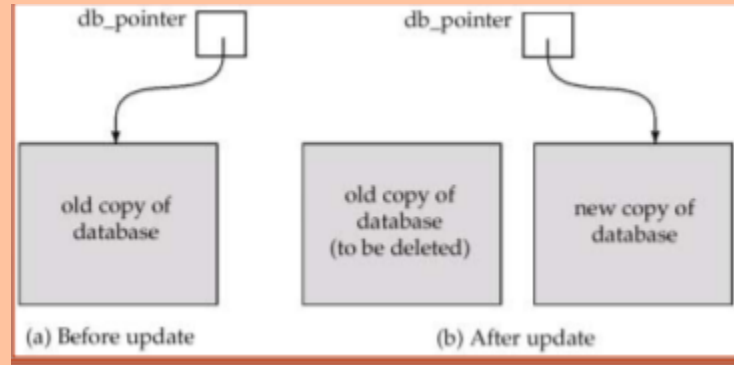 db_pointer
old copy of
database
(a) Before update
db_pointer
old copy of
database
(to be deleted)
new copy of
database
(b) After update